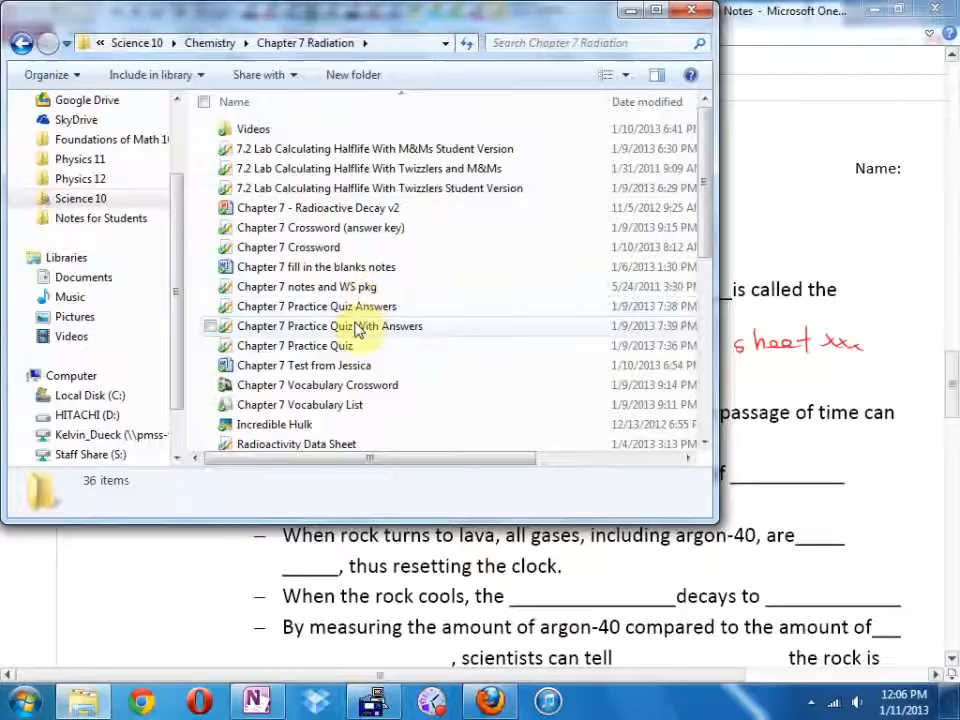 Notes - Microsoft One...
« Science 10 Chemistry Chapter 7 Radiation
Search Chapter 7 Radiation
Organize Include in library Share with New folder
Google Drive
SkyDrive
Foundations of Math 1
Physics 11
Physics 12
Science 10
Notes for Students
Libraries
Documents
Music
Pictures
Videos
Computer
Local Disk (C:)
HITACHI (D:)
Kelvin_Dueck (\\pmss-
Staff Share (S:)
Name Date modified
Videos 1/10/2013 6:41 PM
7.2 Lab Calculating Halflife With M&Ms Student Version 1/9/2013 6:30 PM
7.2 Lab Calculating Halflife With Twizzlers and M&Ms 1/31/2011 9:09 A
7.2 Lab Calculating Halflife With Twizzlers Student Version 1/9/2013 6:29 PM
Chapter 7 - Radioactive Decay v2 11/5/2012 9:25 A
Chapter 7 Crossword (answer key) 1/9/2013 9:15 PM
Chapter 7 Crossword 1/10/2013 8:12 A
Chapter 7 fill in the blanks notes 1/6/2013 1:30 PM
Chapter 7 notes and WS pkg 5/24/2011 3:30 P
Chapter 7 Practice Quiz Answers 1/9/2013 7:38 PM
Chapter 7 Practice Quiz With Answers 1/9/2013 7:39 PM
Chapter 7 Practice Quiz 1/9/2013 7:36 PM
Chapter 7 Test from Jessica 1/10/2013 6:54 P
Chapter 7 Vocabulary Crossword 1/9/2013 9:14 PM
Chapter 7 Vocabulary List 1/9/2013 9:11 PM
Incredible Hulk 12/13/2012 6:55 P
Radioactivity Data Sheet 1/4/2013 3:13 PM
36 items
Name:
_is called the
sheet
passage of time can
f ____________
– When rock turns to lava, all gases, including argon-40, are_____
______, thus resetting the clock.
– When the rock cools, the _________________decays to ______________
– By measuring the amount of argon-40 compared to the amount of___
, scientists can tell the rock is
12:06 PM
1/11/2013